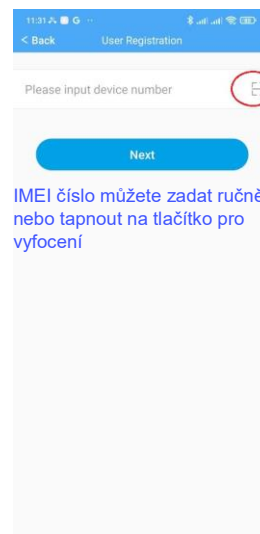 11:31 G ··
< Back User Registration
Please input device number
Next
IMEI číslo můžete zadat ručně
nebo tapnout na tlačítko pro
vyfocení